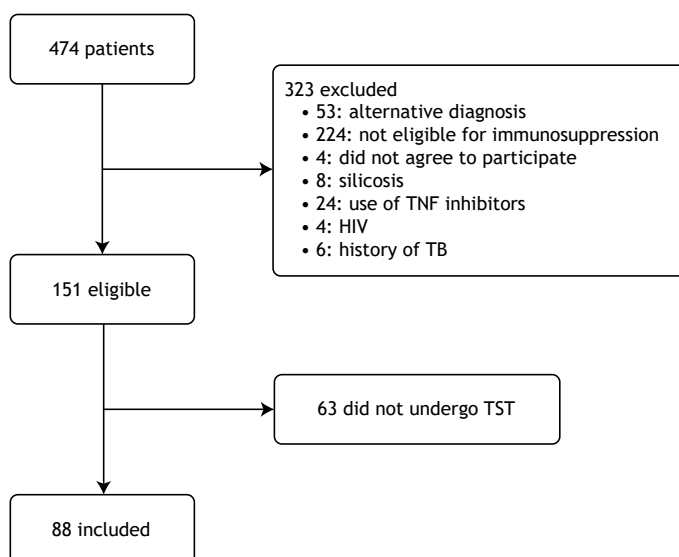 474 patients
323 excluded
• 53: alternative diagnosis
• 224: not eligible for immunosuppression
• 4: did not agree to participate
• 8: silicosis
• 24: use of TNF inhibitors
• 4: HIV
• 6: history of TB
151 eligible
63 did not undergo TST
88 included